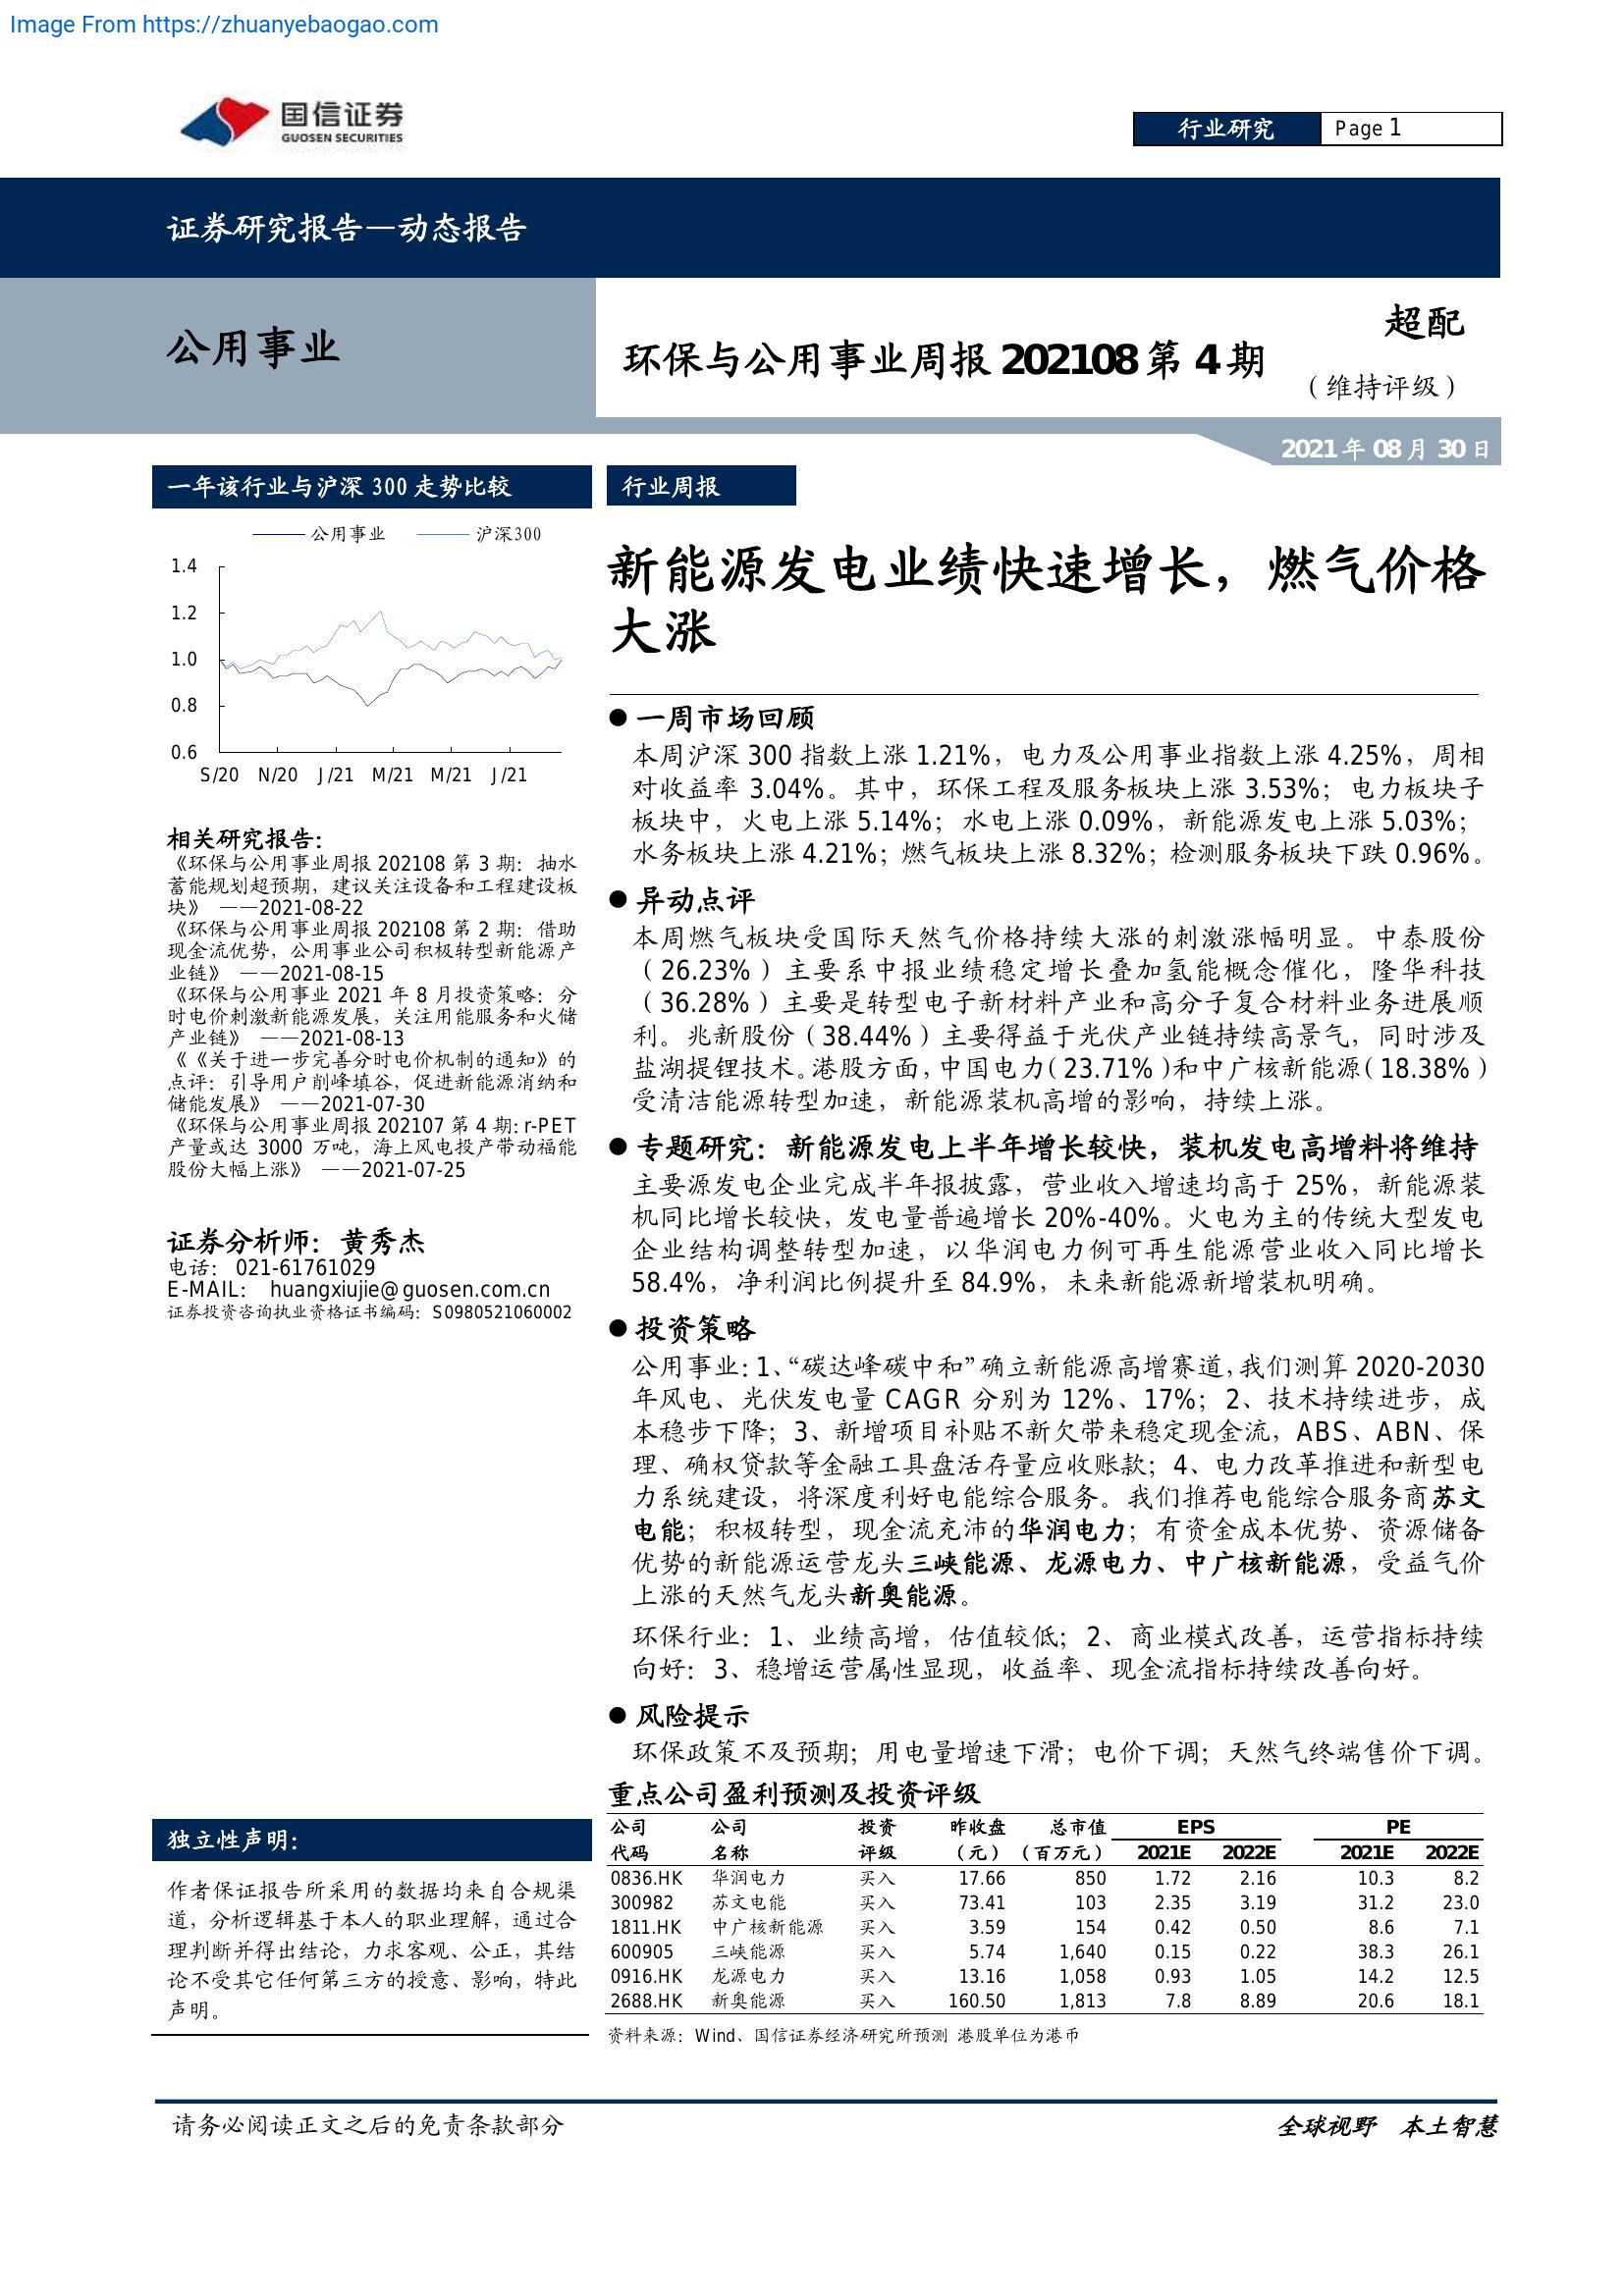 Image From https://zhuanyebaogao.com
国信证券
GUOSEN SECURITIES
行业研究
Page 1
证券研究报告—动态报告
公用事业
环保与公用事业周报 202108 第 4 期
超配
（维持评级）
2021 年 08 月 30 日
一年该行业与沪深 300 走势比较
公用事业 沪深300
1.4
1.2
1.0
0.8
0.6
S/20 N/20 J/21 M/21 M/21 J/21
相关研究报告：
《环保与公用事业周报 202108 第 3 期：抽水
蓄能规划超预期，建议关注设备和工程建设板
块》 ——2021-08-22
《环保与公用事业周报 202108 第 2 期：借助
现金流优势，公用事业公司积极转型新能源产
业链》 ——2021-08-15
《环保与公用事业 2021 年 8 月投资策略：分
时电价刺激新能源发展，关注用能服务和火储
产业链》 ——2021-08-13
《《关于进一步完善分时电价机制的通知》的
点评：引导用户削峰填谷，促进新能源消纳和
储能发展》 ——2021-07-30
《环保与公用事业周报 202107 第 4 期：r-PET
产量或达 3000 万吨，海上风电投产带动福能
股份大幅上涨》 ——2021-07-25
证券分析师：黄秀杰
电话： 021-61761029
E-MAIL： huangxiujie@guosen.com.cn
证券投资咨询执业资格证书编码：S0980521060002
独立性声明：
作者保证报告所采用的数据均来自合规渠
道，分析逻辑基于本人的职业理解，通过合
理判断并得出结论，力求客观、公正，其结
论不受其它任何第三方的授意、影响，特此
声明。
行业周报
新能源发电业绩快速增长，燃气价格
大涨
● 一周市场回顾
本周沪深 300 指数上涨 1.21%，电力及公用事业指数上涨 4.25%，周相
对收益率 3.04%。其中，环保工程及服务板块上涨 3.53%；电力板块子
板块中，火电上涨 5.14%；水电上涨 0.09%，新能源发电上涨 5.03%；
水务板块上涨 4.21%；燃气板块上涨 8.32%；检测服务板块下跌 0.96%。
● 异动点评
本周燃气板块受国际天然气价格持续大涨的刺激涨幅明显。中泰股份
（26.23%）主要系中报业绩稳定增长叠加氢能概念催化，隆华科技
（36.28%）主要是转型电子新材料产业和高分子复合材料业务进展顺
利。兆新股份（38.44%）主要得益于光伏产业链持续高景气，同时涉及
盐湖提锂技术。港股方面，中国电力（23.71%）和中广核新能源（18.38%）
受清洁能源转型加速，新能源装机高增的影响，持续上涨。
● 专题研究：新能源发电上半年增长较快，装机发电高增料将维持
主要源发电企业完成半年报披露，营业收入增速均高于 25%，新能源装
机同比增长较快，发电量普遍增长 20%-40%。火电为主的传统大型发电
企业结构调整转型加速，以华润电力例可再生能源营业收入同比增长
58.4%，净利润比例提升至 84.9%，未来新能源新增装机明确。
● 投资策略
公用事业：1、“碳达峰碳中和”确立新能源高增赛道，我们测算 2020-2030
年风电、光伏发电量 CAGR 分别为 12%、17%；2、技术持续进步，成
本稳步下降；3、新增项目补贴不新欠带来稳定现金流，ABS、ABN、保
理、确权贷款等金融工具盘活存量应收账款；4、电力改革推进和新型电
力系统建设，将深度利好电能综合服务。我们推荐电能综合服务商苏文
电能；积极转型，现金流充沛的华润电力；有资金成本优势、资源储备
优势的新能源运营龙头三峡能源、龙源电力、中广核新能源，受益气价
上涨的天然气龙头新奥能源。
环保行业：1、业绩高增，估值较低；2、商业模式改善，运营指标持续
向好：3、稳增运营属性显现，收益率、现金流指标持续改善向好。
● 风险提示
环保政策不及预期；用电量增速下滑；电价下调；天然气终端售价下调。
重点公司盈利预测及投资评级
公司 公司 投资 昨收盘 总市值 EPS PE
代码 名称 评级 （元） （百万元） 2021E 2022E 2021E 2022E
0836.HK 华润电力 买入 17.66 850 1.72 2.16 10.3 8.2
300982 苏文电能 买入 73.41 103 2.35 3.19 31.2 23.0
1811.HK 中广核新能源 买入 3.59 154 0.42 0.50 8.6 7.1
600905 三峡能源 买入 5.74 1,640 0.15 0.22 38.3 26.1
0916.HK 龙源电力 买入 13.16 1,058 0.93 1.05 14.2 12.5
2688.HK 新奥能源 买入 160.50 1,813 7.8 8.89 20.6 18.1
资料来源：Wind、国信证券经济研究所预测 港股单位为港币
请务必阅读正文之后的免责条款部分
全球视野 本土智慧